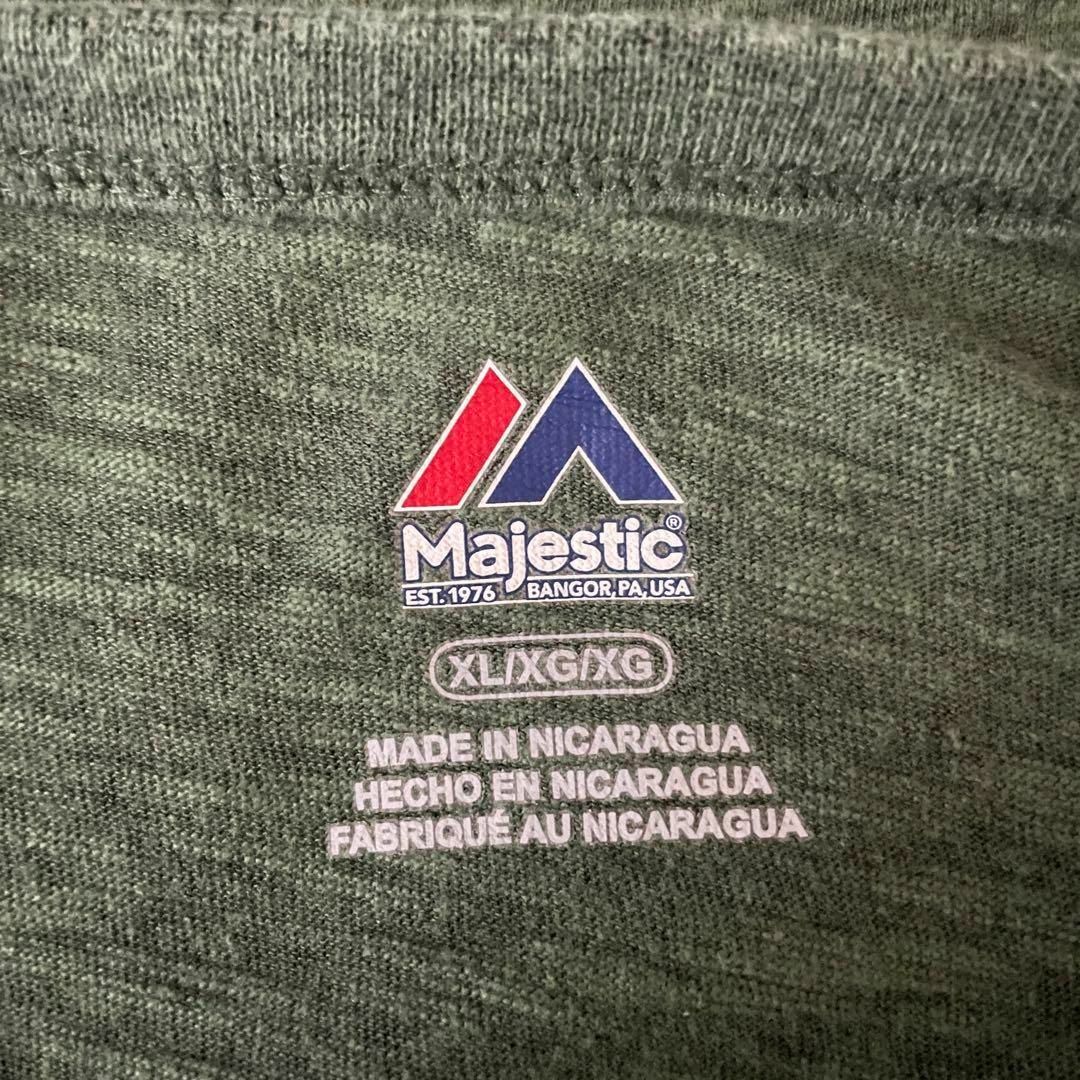 Majestic®
EST. 1976 BANGOR, PA, USA
XL/XG/XG
MADE IN NICARAGUA
HECHO EN NICARAGUA
FABRIQUÉ AU NICARAGUA